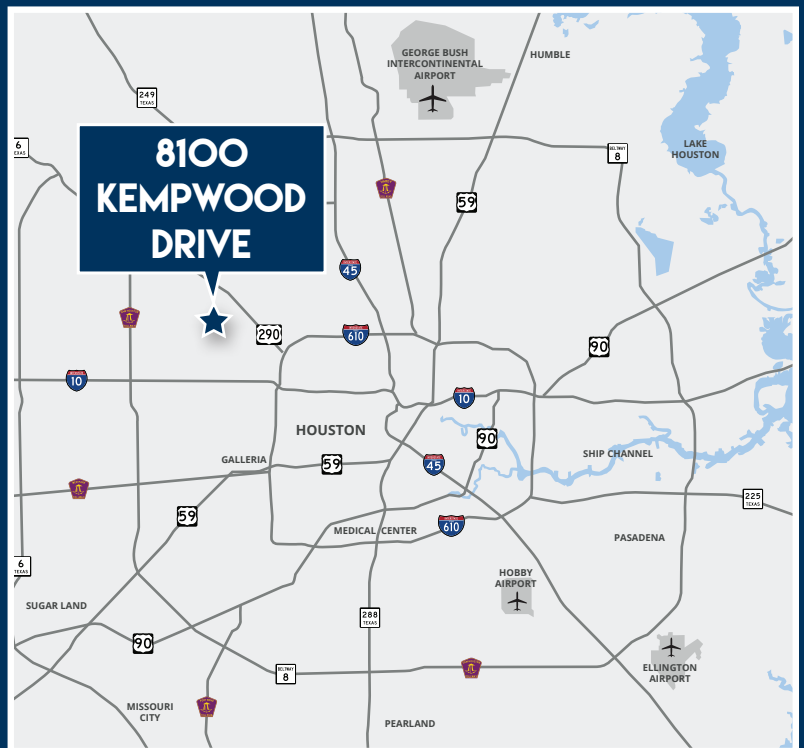 GEORGE BUSH
INTERCONTINENTAL
AIRPORT
HUMBLE
249
TEXAS
6
TEXAS
BELTWAY
8
LAKE
HOUSTON
8100
KEMPWOOD
DRIVE
59
45
290
610
90
10
10
HOUSTON
90
GALLERIA
59
45
SHIP CHANNEL
225
TEXAS
59
610
MEDICAL CENTER
PASADENA
6
TEXAS
HOBBY
AIRPORT
SUGAR LAND
288
TEXAS
90
BELTWAY
8
ELLINGTON
AIRPORT
MISSOURI
CITY
PEARLAND